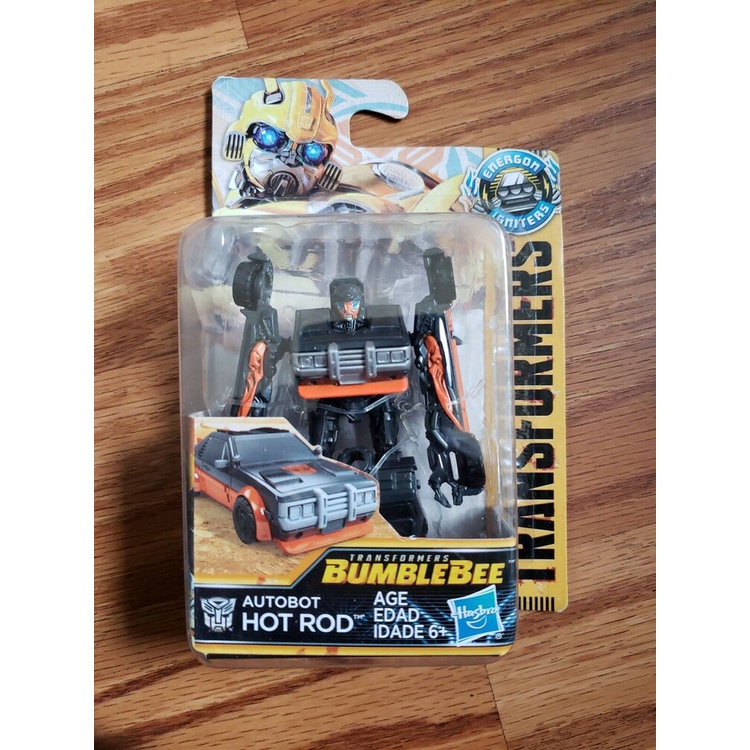 ENERGON
IGNITERS
TRANSFORMERS
TRANSFORMERS
BUMBLEBEE
AUTOBOT
HOT ROD™
AGE
EDAD
IDADE 6+
Hasbro